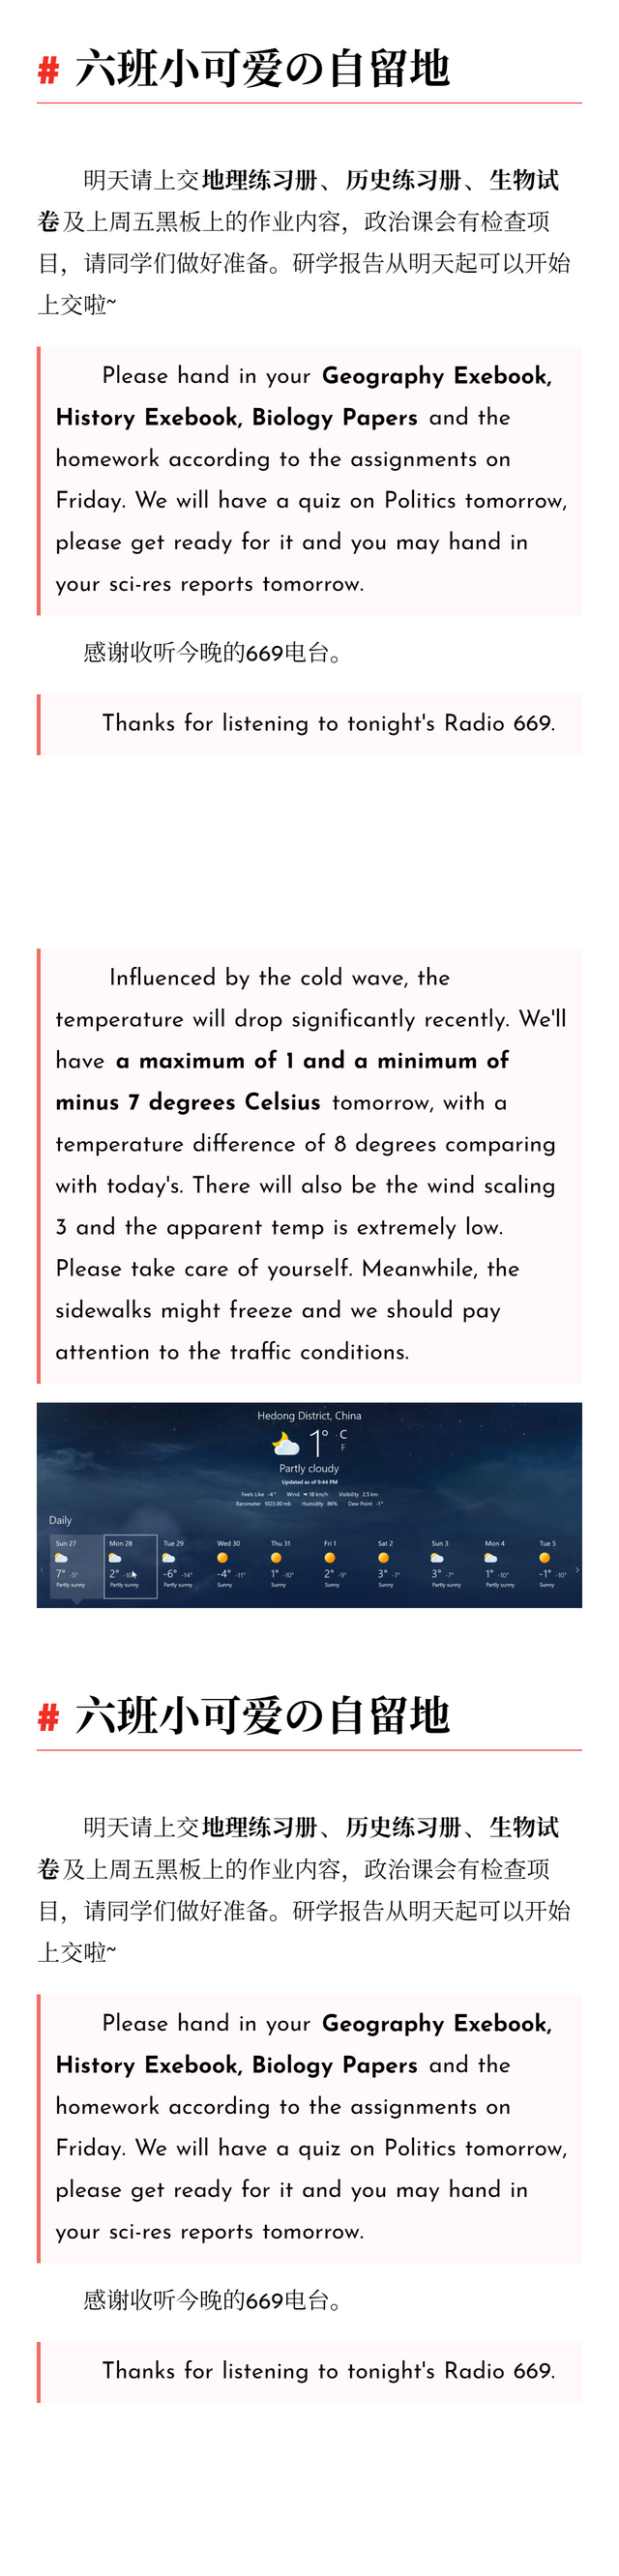 # 六班小可爱の自留地
明天请上交地理练习册、历史练习册、生物试
卷及上周五黑板上的作业内容，政治课会有检查项
目，请同学们做好准备。研学报告从明天起可以开始
上交啦~
Please hand in your Geography Exebook,
History Exebook, Biology Papers and the
homework according to the assignments on
Friday. We will have a quiz on Politics tomorrow,
please get ready for it and you may hand in
your sci-res reports tomorrow.
感谢收听今晚的669电台。
Thanks for listening to tonight's Radio 669.
Influenced by the cold wave, the
temperature will drop significantly recently. We'll
have a maximum of 1 and a minimum of
minus 7 degrees Celsius tomorrow, with a
temperature difference of 8 degrees comparing
with today's. There will also be the wind scaling
3 and the apparent temp is extremely low.
Please take care of yourself. Meanwhile, the
sidewalks might freeze and we should pay
attention to the traffic conditions.
Hedong District, China
1° C
F
Partly cloudy
Updated as of 9:44 PM
Feels Like -4° Wind 18 km/h Visibility 2.5 km
Barometer 1023.00 mb Humidity 86% Dew Point -1°
Daily
Sun 27 Mon 28 Tue 29 Wed 30 Thu 31 Fri 1 Sat 2 Sun 3 Mon 4 Tue 5
7° -5° 2° -6° -14° -4° -11° 1° -10° 2° -9° 3° -7° 3° -7° 1° -10° -1° -10°
Partly sunny Partly sunny Partly sunny Sunny Sunny Sunny Sunny Partly sunny Partly sunny Sunny
# 六班小可爱の自留地
明天请上交地理练习册、历史练习册、生物试
卷及上周五黑板上的作业内容，政治课会有检查项
目，请同学们做好准备。研学报告从明天起可以开始
上交啦~
Please hand in your Geography Exebook,
History Exebook, Biology Papers and the
homework according to the assignments on
Friday. We will have a quiz on Politics tomorrow,
please get ready for it and you may hand in
your sci-res reports tomorrow.
感谢收听今晚的669电台。
Thanks for listening to tonight's Radio 669.